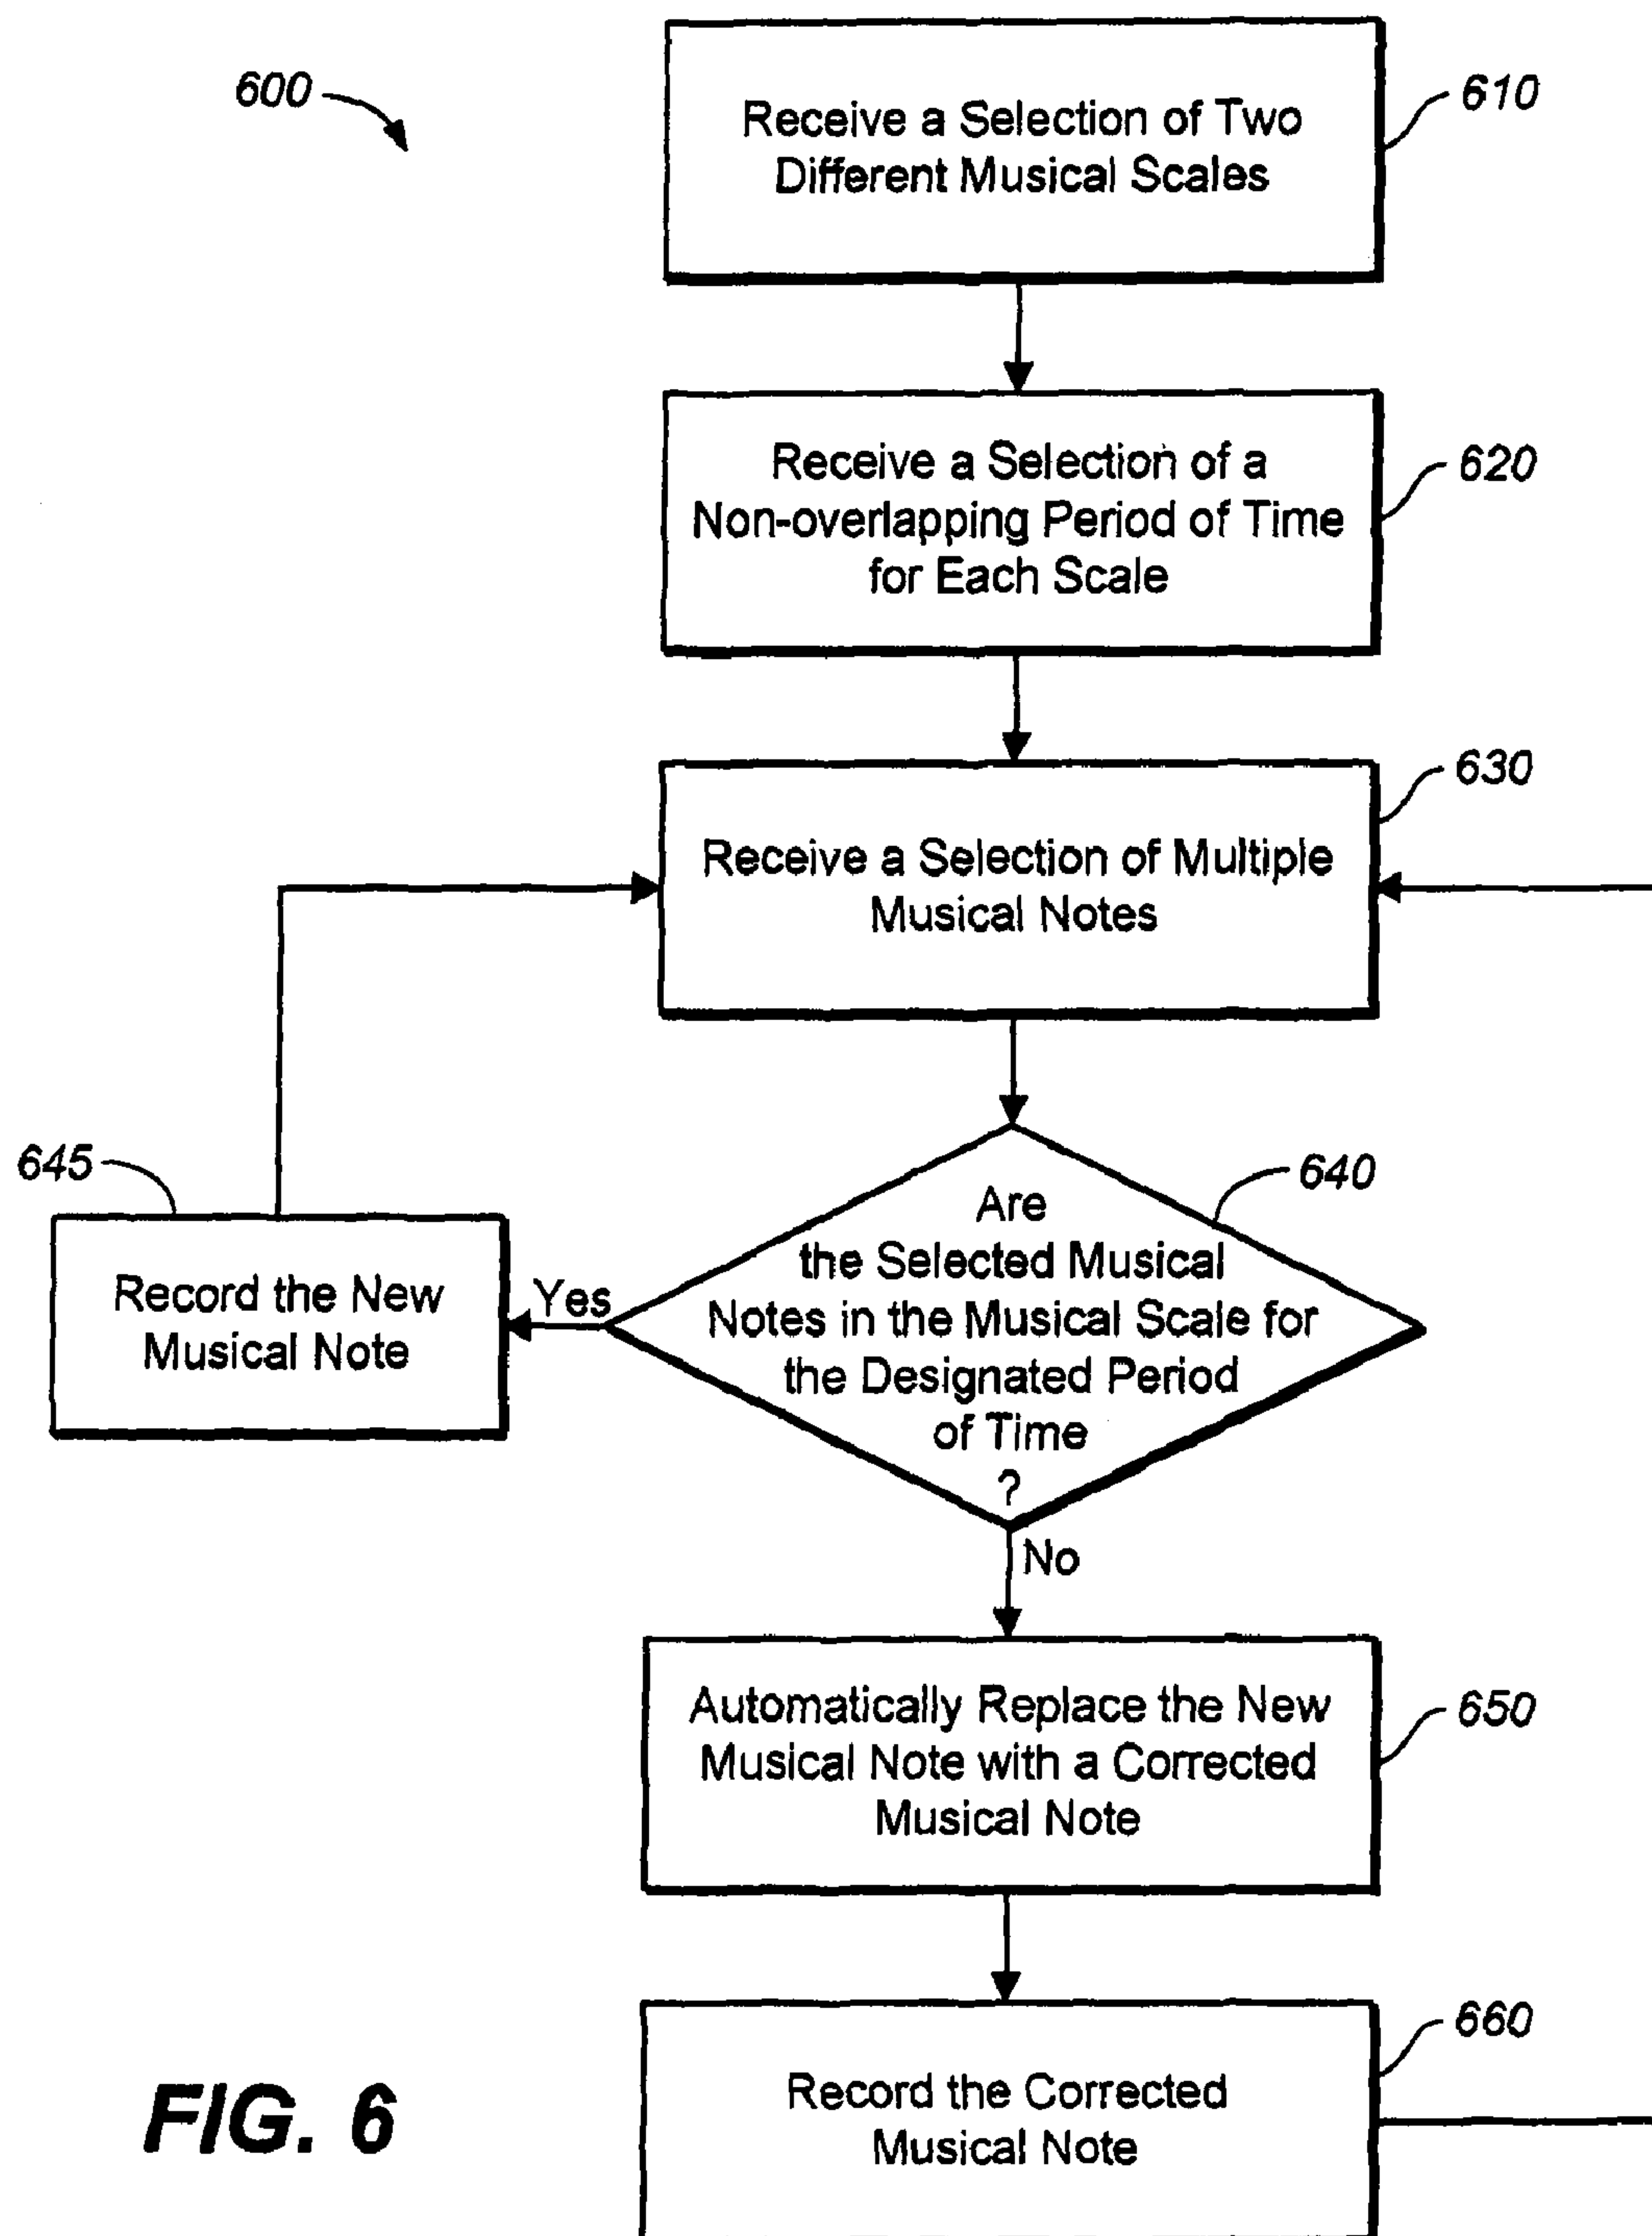 600
Receive a Selection of Two
Different Musical Scales
610
Receive a Selection of a
Non-overlapping Period of Time
for Each Scale
620
Receive a Selection of Multiple
Musical Notes
630
645
Record the New
Musical Note
Yes
Are
the Selected Musical
Notes in the Musical Scale for
the Designated Period
of Time
?
640
No
Automatically Replace the New
Musical Note with a Corrected
Musical Note
650
Record the Corrected
Musical Note
660
FIG. 6